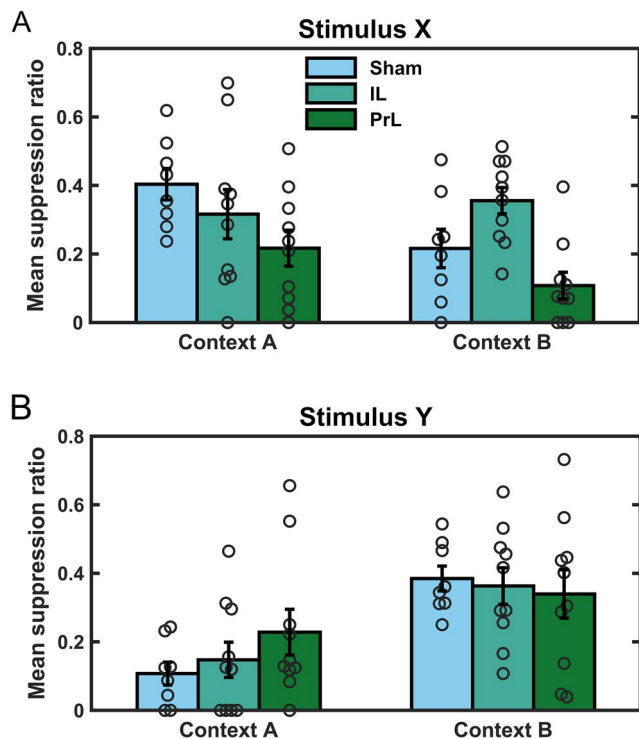 A
Stimulus X
Mean suppression ratio
0.8
0.6
0.4
0.2
0
Sham
IL
PrL
Context A
Context B
B
Stimulus Y
Mean suppression ratio
0.8
0.6
0.4
0.2
0
Context A
Context B